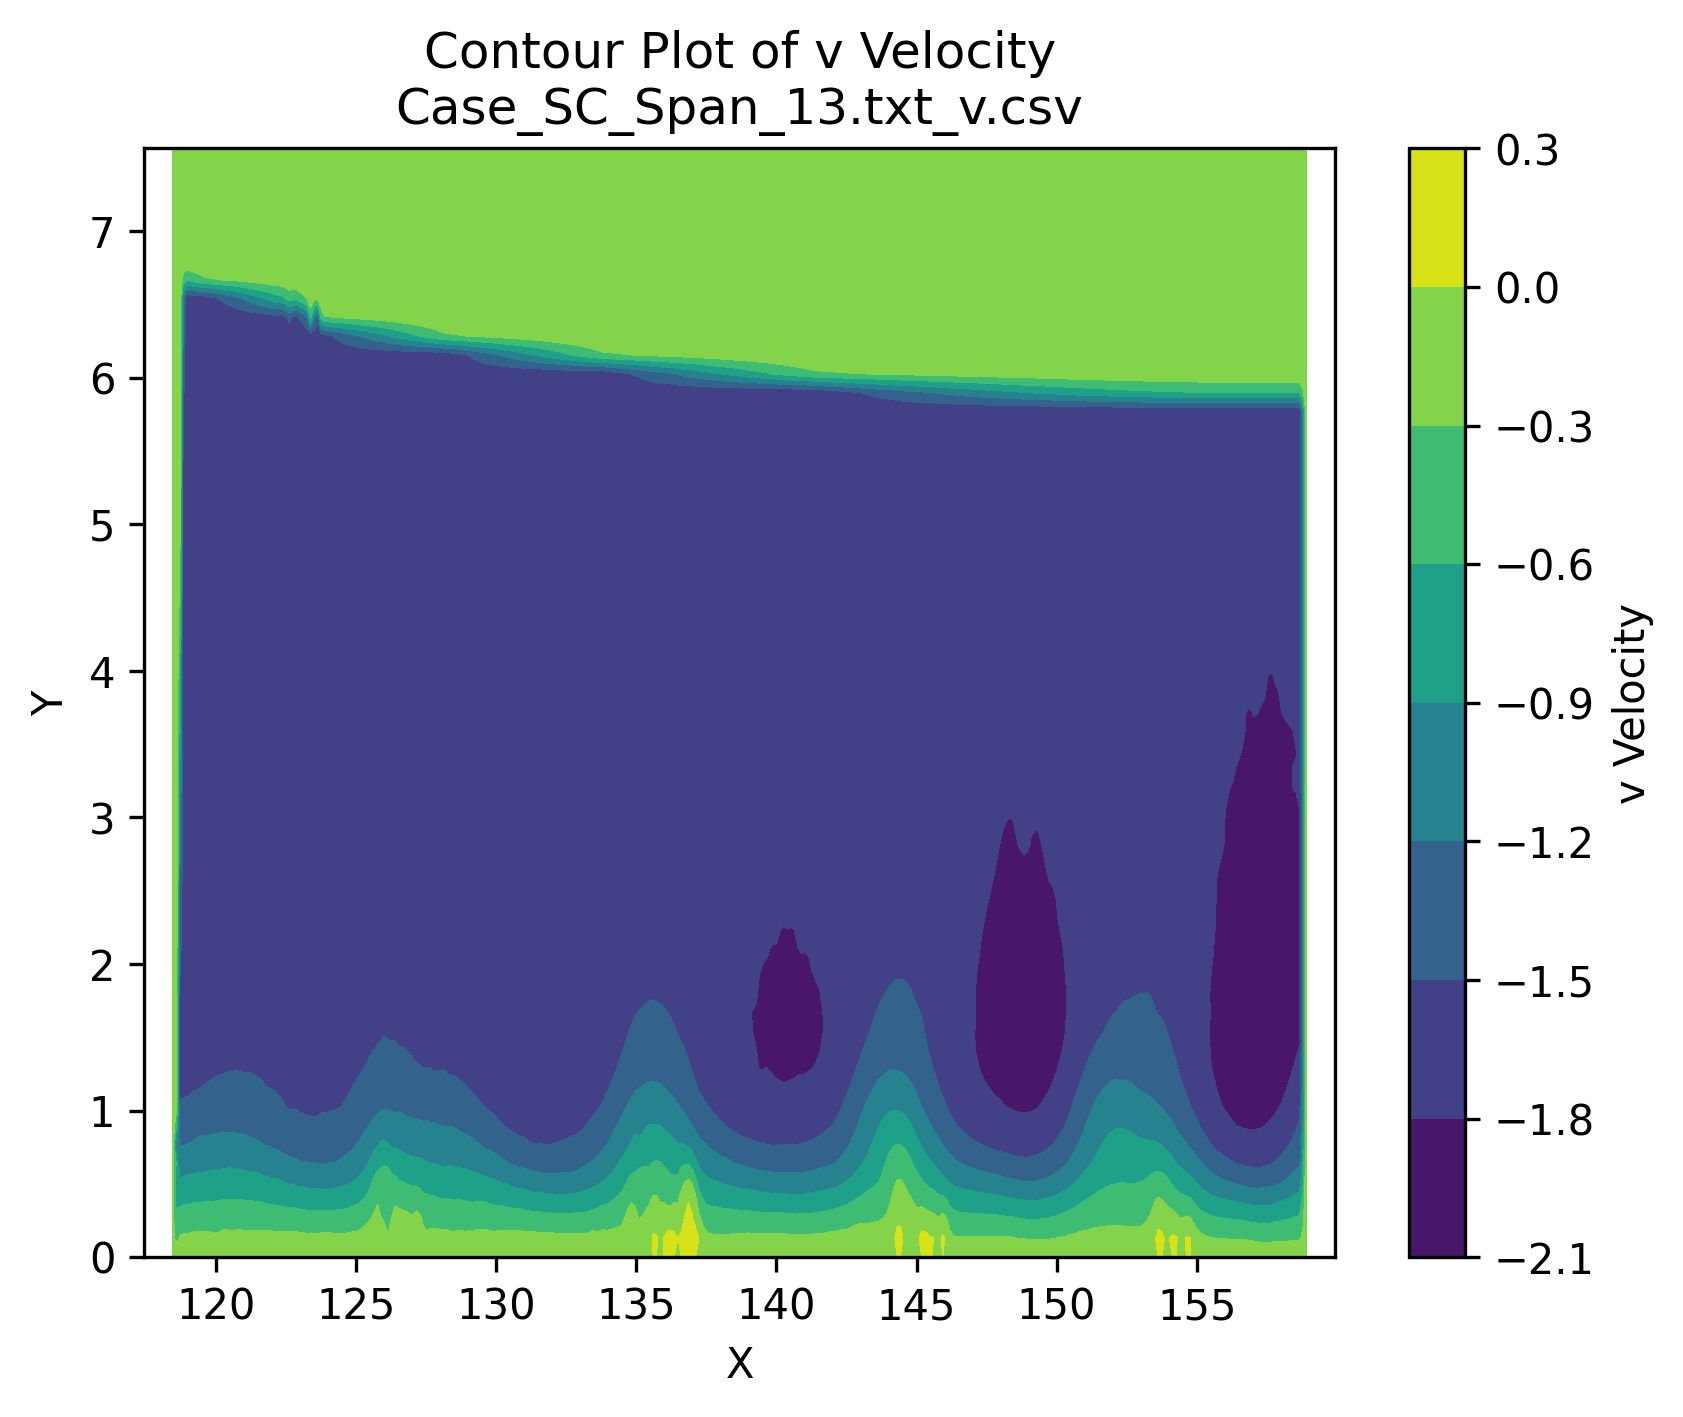 Contour Plot of v Velocity
Case_SC_Span_13.txt_v.csv
7
6
5
4
3
2
1
0
Y
120 125 130 135 140 145 150 155
X
0.3
0.0
−0.3
−0.6
−0.9
−1.2
−1.5
−1.8
−2.1
v Velocity